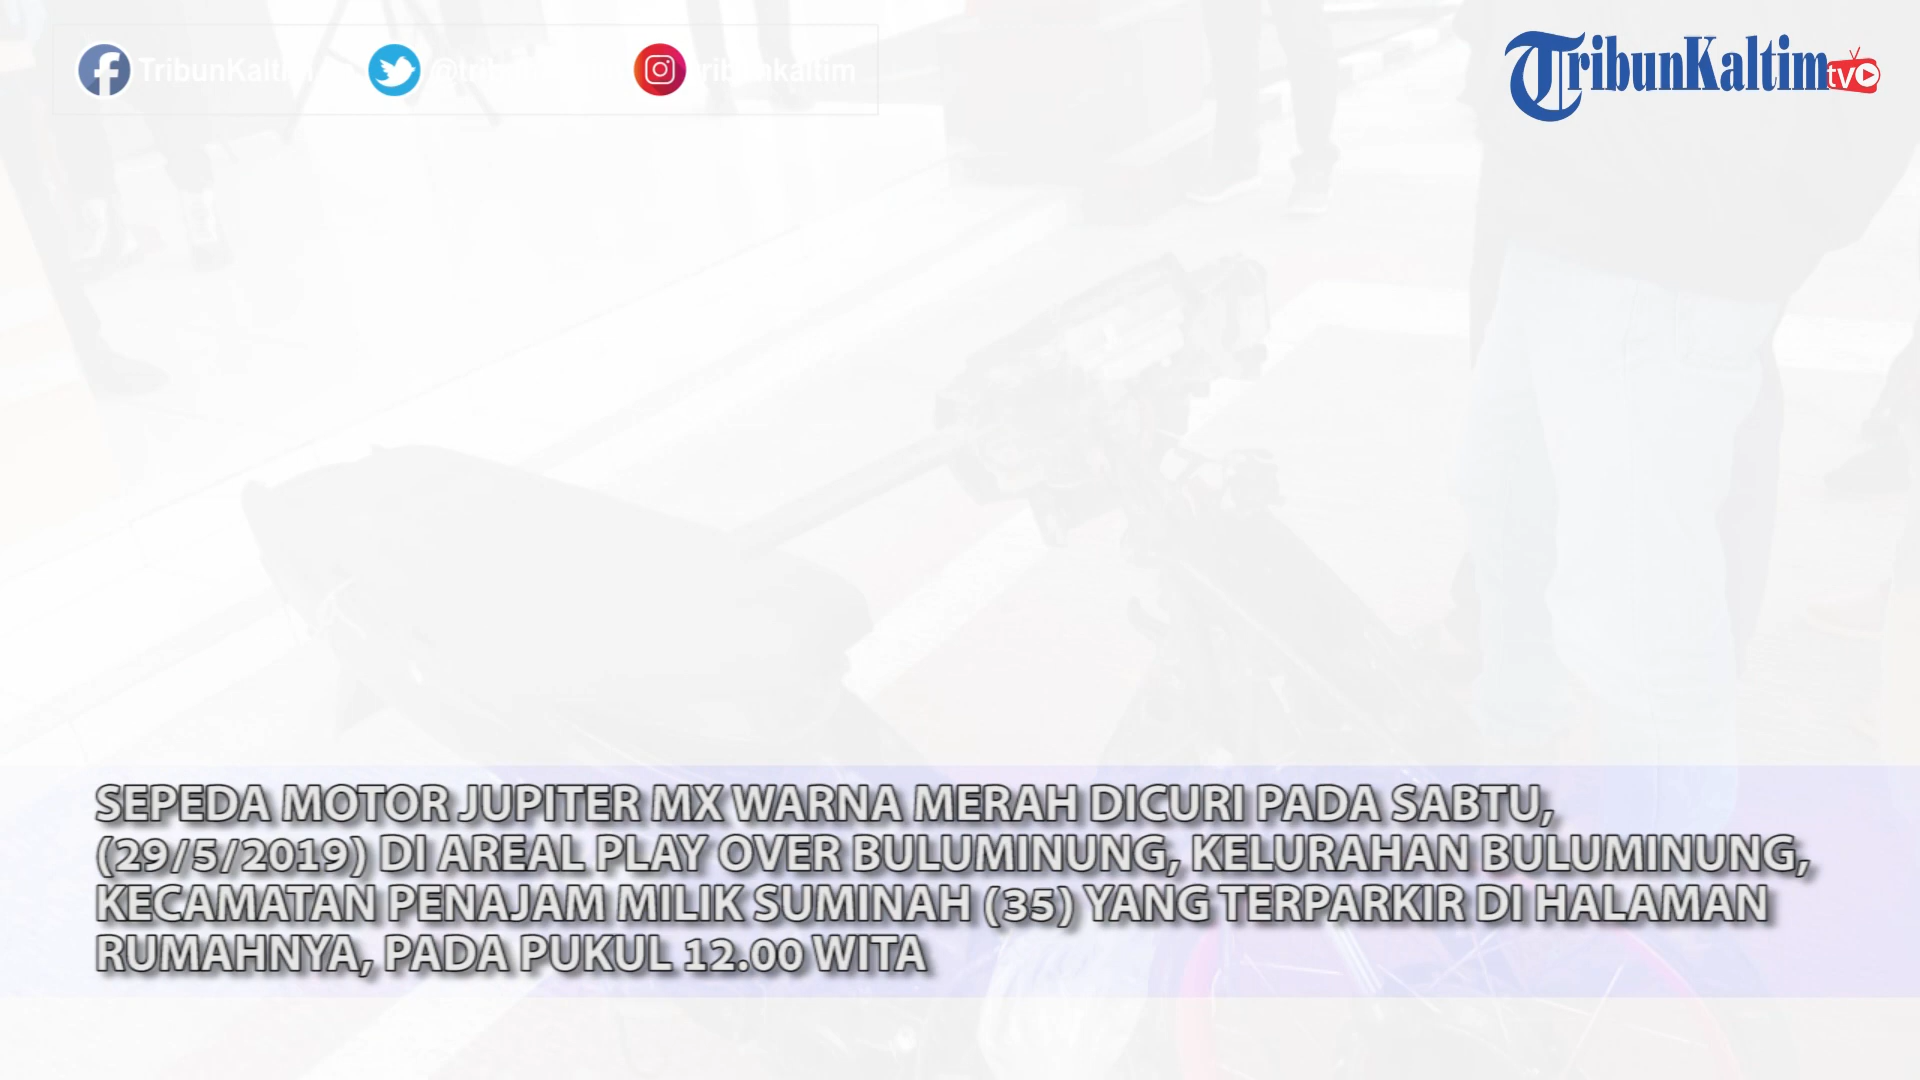 TribunKaltim
TribunKaltim tv
SEPEDA MOTOR JUPITER MX WARNA MERAH DICURI PADA SABTU,
(29/5/2019) DI AREAL PLAY OVER BULUMINUNG, KELURAHAN BULUMINUNG,
KECAMATAN PENAJAM MILIK SUMINAH (35) YANG TERPARKIR DI HALAMAN
RUMAHNYA, PADA PUKUL 12.00 WITA